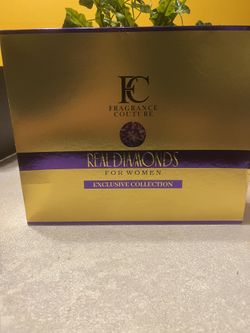 FC
FRAGRANCE
COUTURE
REAL DIAMONDS
FOR WOMEN
EXCLUSIVE COLLECTION